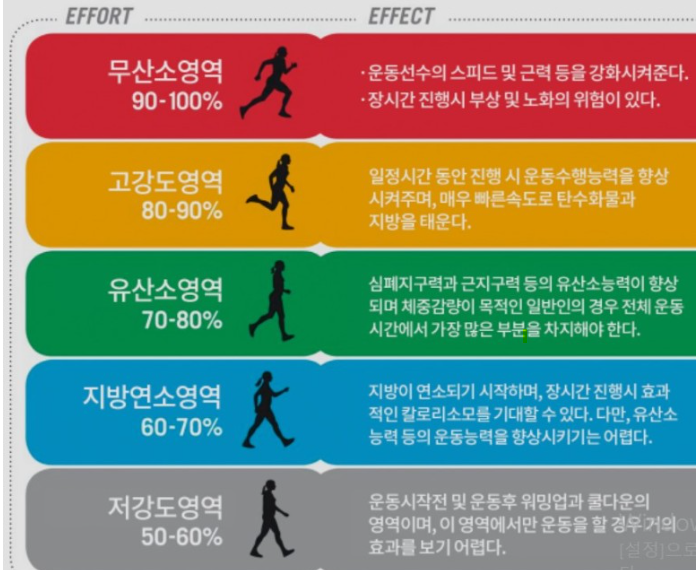 EFFORT
EFFECT
무산소영역
90-100%
· 운동선수의 스피드 및 근력 등을 강화시켜준다.
· 장시간 진행시 부상 및 노화의 위험이 있다.
고강도영역
80-90%
일정시간 동안 진행 시 운동수행능력을 향상
시켜주며, 매우 빠른속도로 탄수화물과
지방을 태운다.
유산소영역
70-80%
심폐지구력과 근지구력 등의 유산소능력이 향상
되며 체중감량이 목적인 일반인의 경우 전체 운동
시간에서 가장 많은 부분을 차지해야 한다.
지방연소영역
60-70%
지방이 연소되기 시작하며, 장시간 진행시 효과
적인 칼로리소모를 기대할 수 있다. 다만, 유산소
능력 등의 운동능력을 향상시키기는 어렵다.
저강도영역
50-60%
운동시작전 및 운동후 워밍업과 쿨다운의
영역이며, 이 영역에서만 운동을 할 경우 거의
효과를 보기 어렵다.
[설정]으로